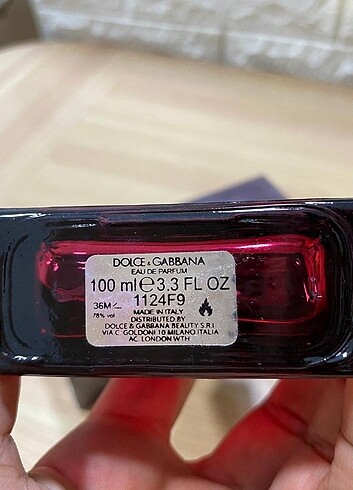 DOLCE & GABBANA
EAU DE PARFUM
100 ml ℮ 3.3 FL OZ
36M 1124F9
78% vol MADE IN ITALY
DISTRIBUTED BY
DOLCE & GABBANA BEAUTY S.R.l
VIA C. GOLDONI 10 MILANO.ITALIA
AC. LONDON WTH